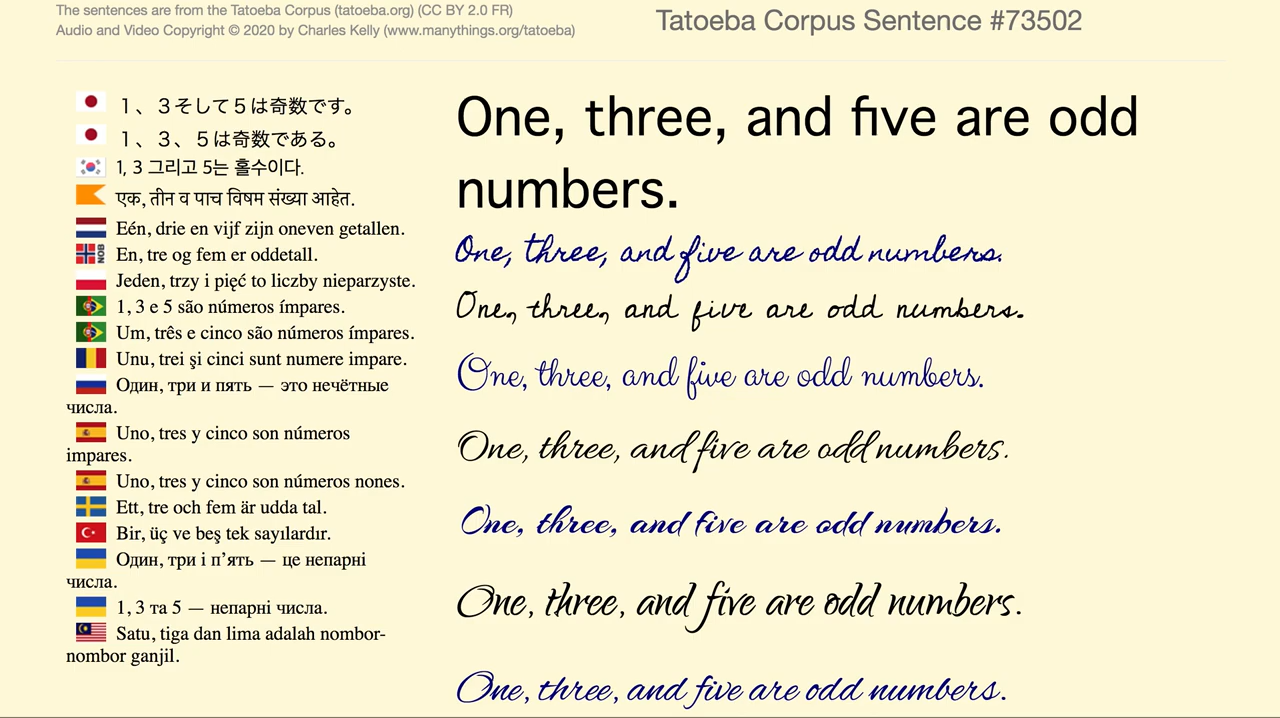 The sentences are from the Tatoeba Corpus (tatoeba.org) (CC BY 2.0 FR)
Audio and Video Copyright © 2020 by Charles Kelly (www.manythings.org/tatoeba)
Tatoeba Corpus Sentence #73502
１、３そして５は奇数です。
１、３、５は奇数である。
1, 3 그리고 5는 홀수이다.
एक, तीन व पाच विषम संख्या आहेत.
Eén, drie en vijf zijn oneven getallen.
NOB
En, tre og fem er oddetall.
Jeden, trzy i pięć to liczby nieparzyste.
1, 3 e 5 são números ímpares.
Um, três e cinco são números ímpares.
Unu, trei şi cinci sunt numere impare.
Один, три и пять — это нечётные
числа.
Uno, tres y cinco son números
impares.
Uno, tres y cinco son números nones.
Ett, tre och fem är udda tal.
Bir, üç ve beş tek sayılardır.
Один, три і п’ять — це непарні
числа.
1, 3 та 5 — непарні числа.
Satu, tiga dan lima adalah nombor-
nombor ganjil.
One, three, and five are odd
numbers.
One, three, and five are odd numbers.
One, three, and five are odd numbers.
One, three, and five are odd numbers.
One, three, and five are odd numbers.
One, three, and five are odd numbers.
One, three, and five are odd numbers.
One, three, and five are odd numbers.